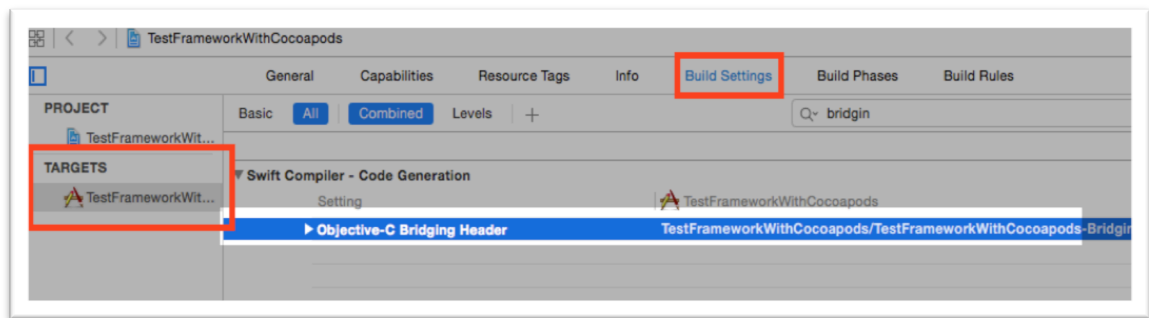 TestFrameworkWithCocoapods
General Capabilities Resource Tags Info Build Settings Build Phases Build Rules
PROJECT
Basic All Combined Levels + bridgin
TestFrameworkWit...
TARGETS
Swift Compiler - Code Generation
TestFrameworkWit...
Setting TestFrameworkWithCocoapods
Objective-C Bridging Header TestFrameworkWithCocoapods/TestFrameworkWithCocoapods-Bridgin